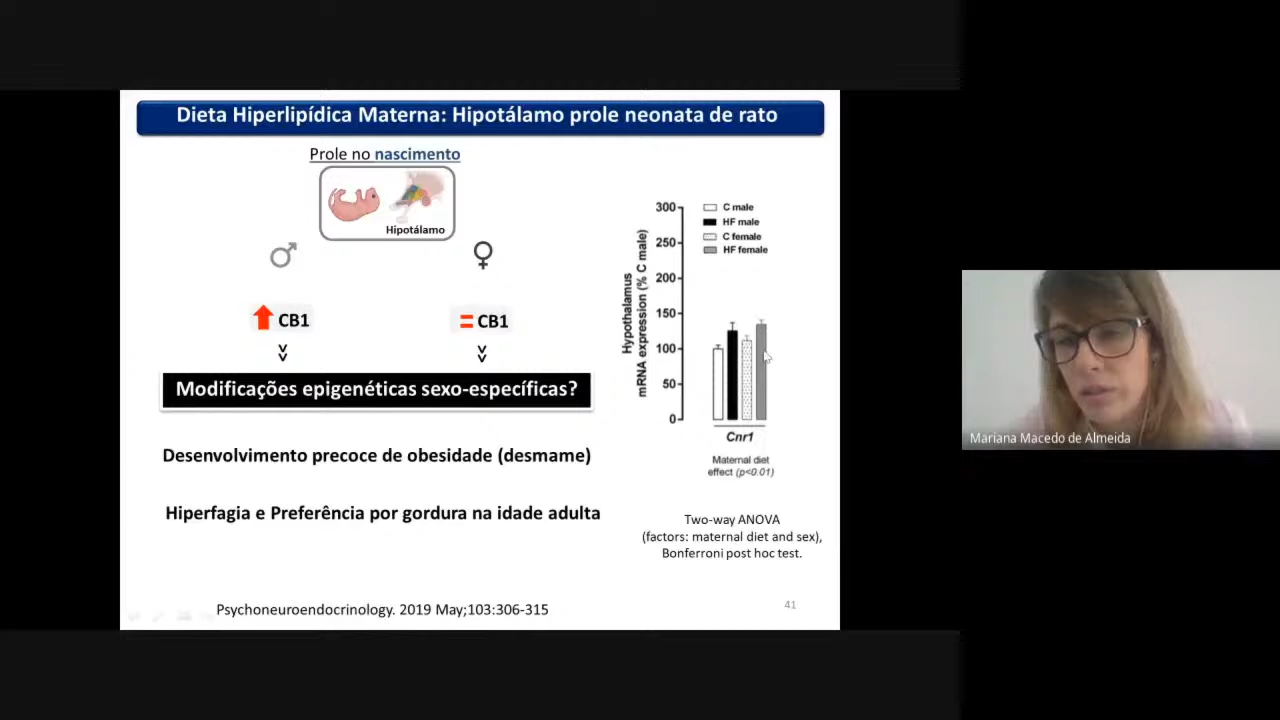 Dieta Hiperlipídica Materna: Hipotálamo prole neonata de rato
Prole no nascimento
Hipotálamo
♂
♀
CB1
= CB1
Modificações epigenéticas sexo-específicas?
Desenvolvimento precoce de obesidade (desmame)
Hiperfagia e Preferência por gordura na idade adulta
Psychoneuroendocrinology. 2019 May;103:306-315
Hypothalamus
mRNA expression (% C male)
300
250
200
150
100
50
0
C male
HF male
C female
HF female
Cnr1
Maternal diet
effect (p<0.01)
Two-way ANOVA
(factors: maternal diet and sex),
Bonferroni post hoc test.
41
Mariana Macedo de Almeida